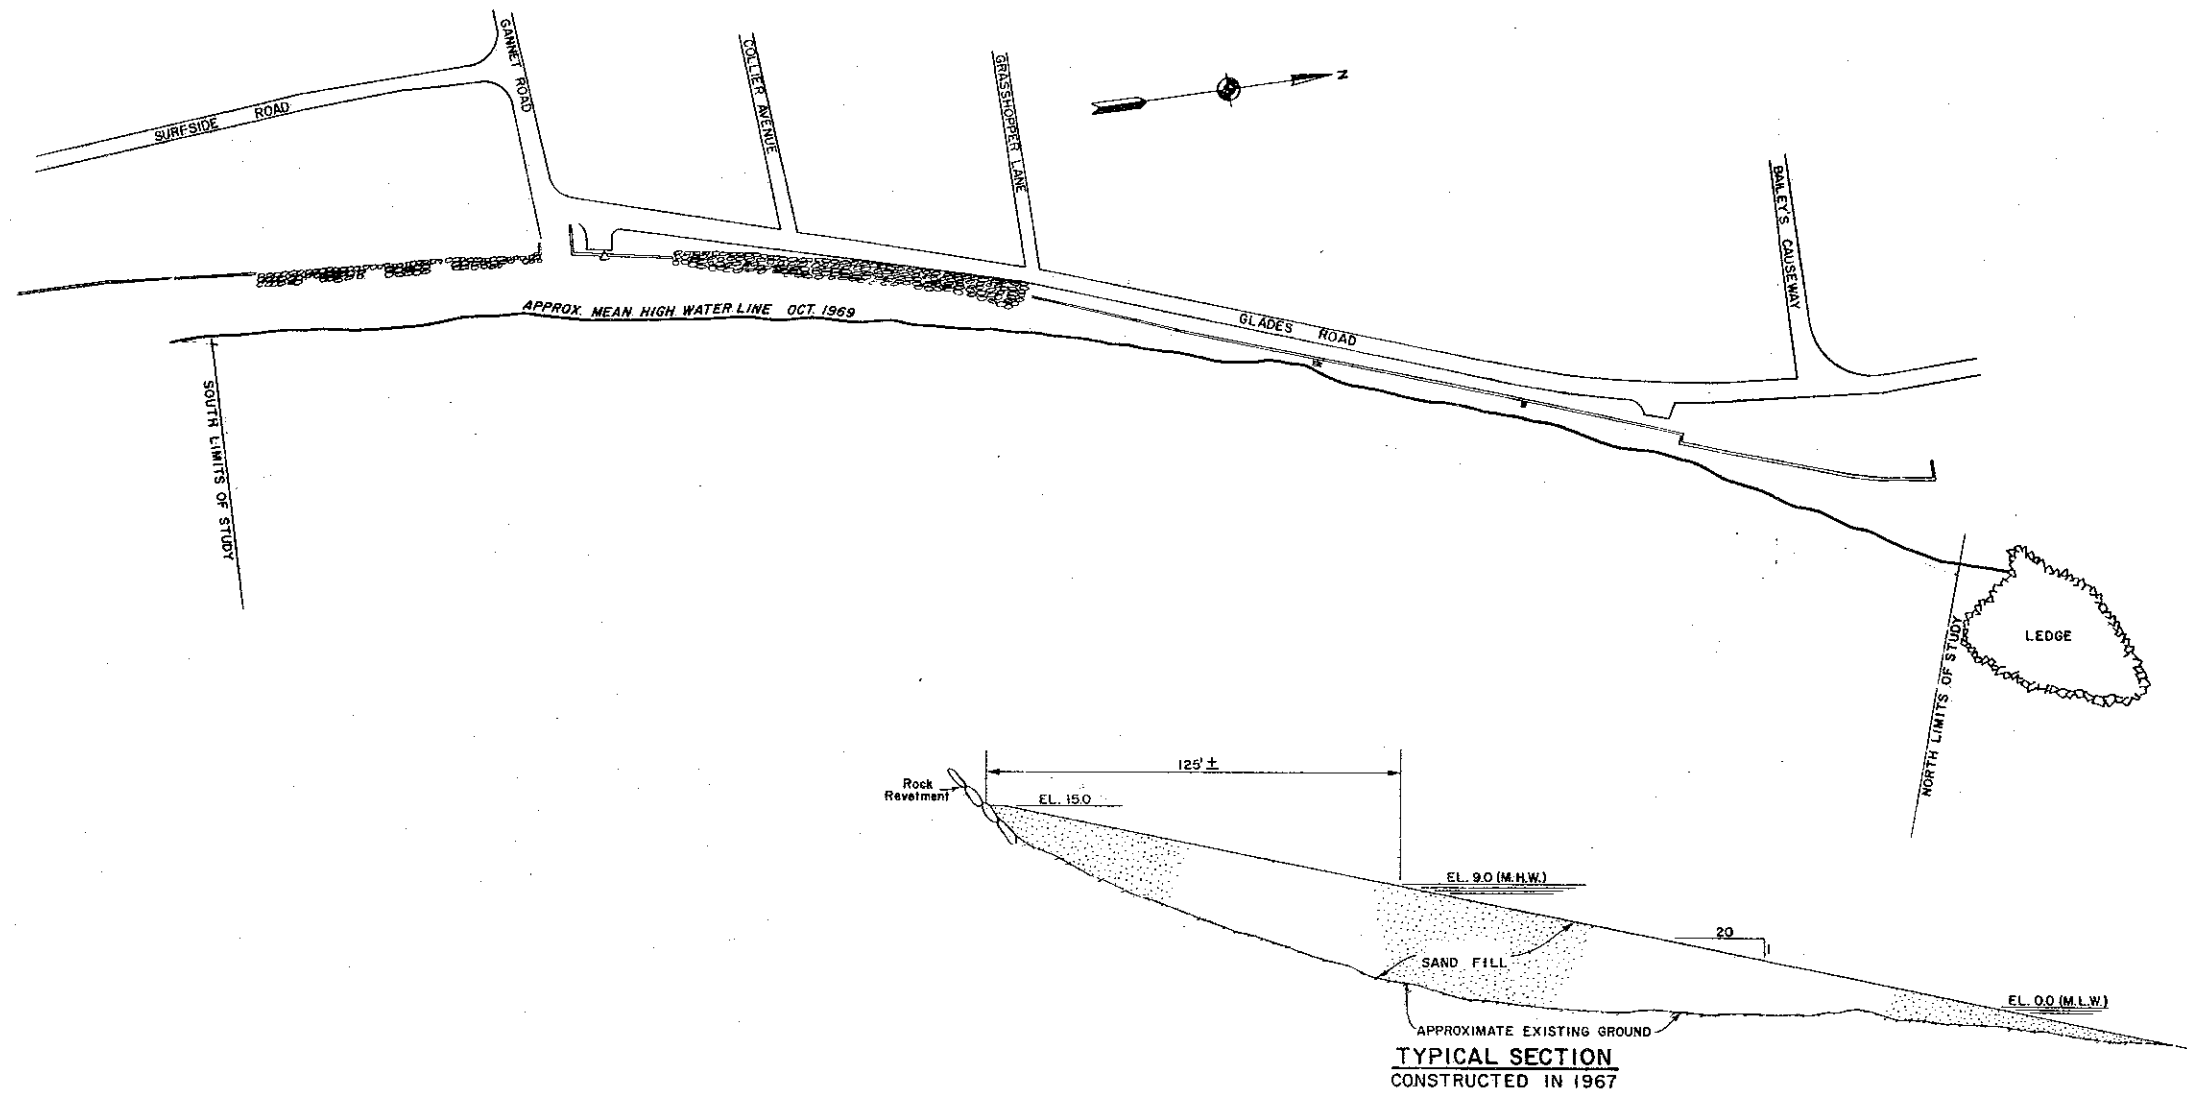 GANNET ROAD
COLLIER AVENUE
GRASSHOPPER LANE
N
SURFSIDE ROAD
BAILEY'S CAUSEWAY
APPROX. MEAN HIGH WATER LINE OCT. 1969
GLADES ROAD
SOUTH LIMITS OF STUDY
LEDGE
NORTH LIMITS OF STUDY
125' ±
Rock
Revetment
EL. 15.0
EL. 9.0 (M.H.W.)
20
1
SAND FILL
EL. 0.0 (M.L.W.)
APPROXIMATE EXISTING GROUND
TYPICAL SECTION
CONSTRUCTED IN 1967